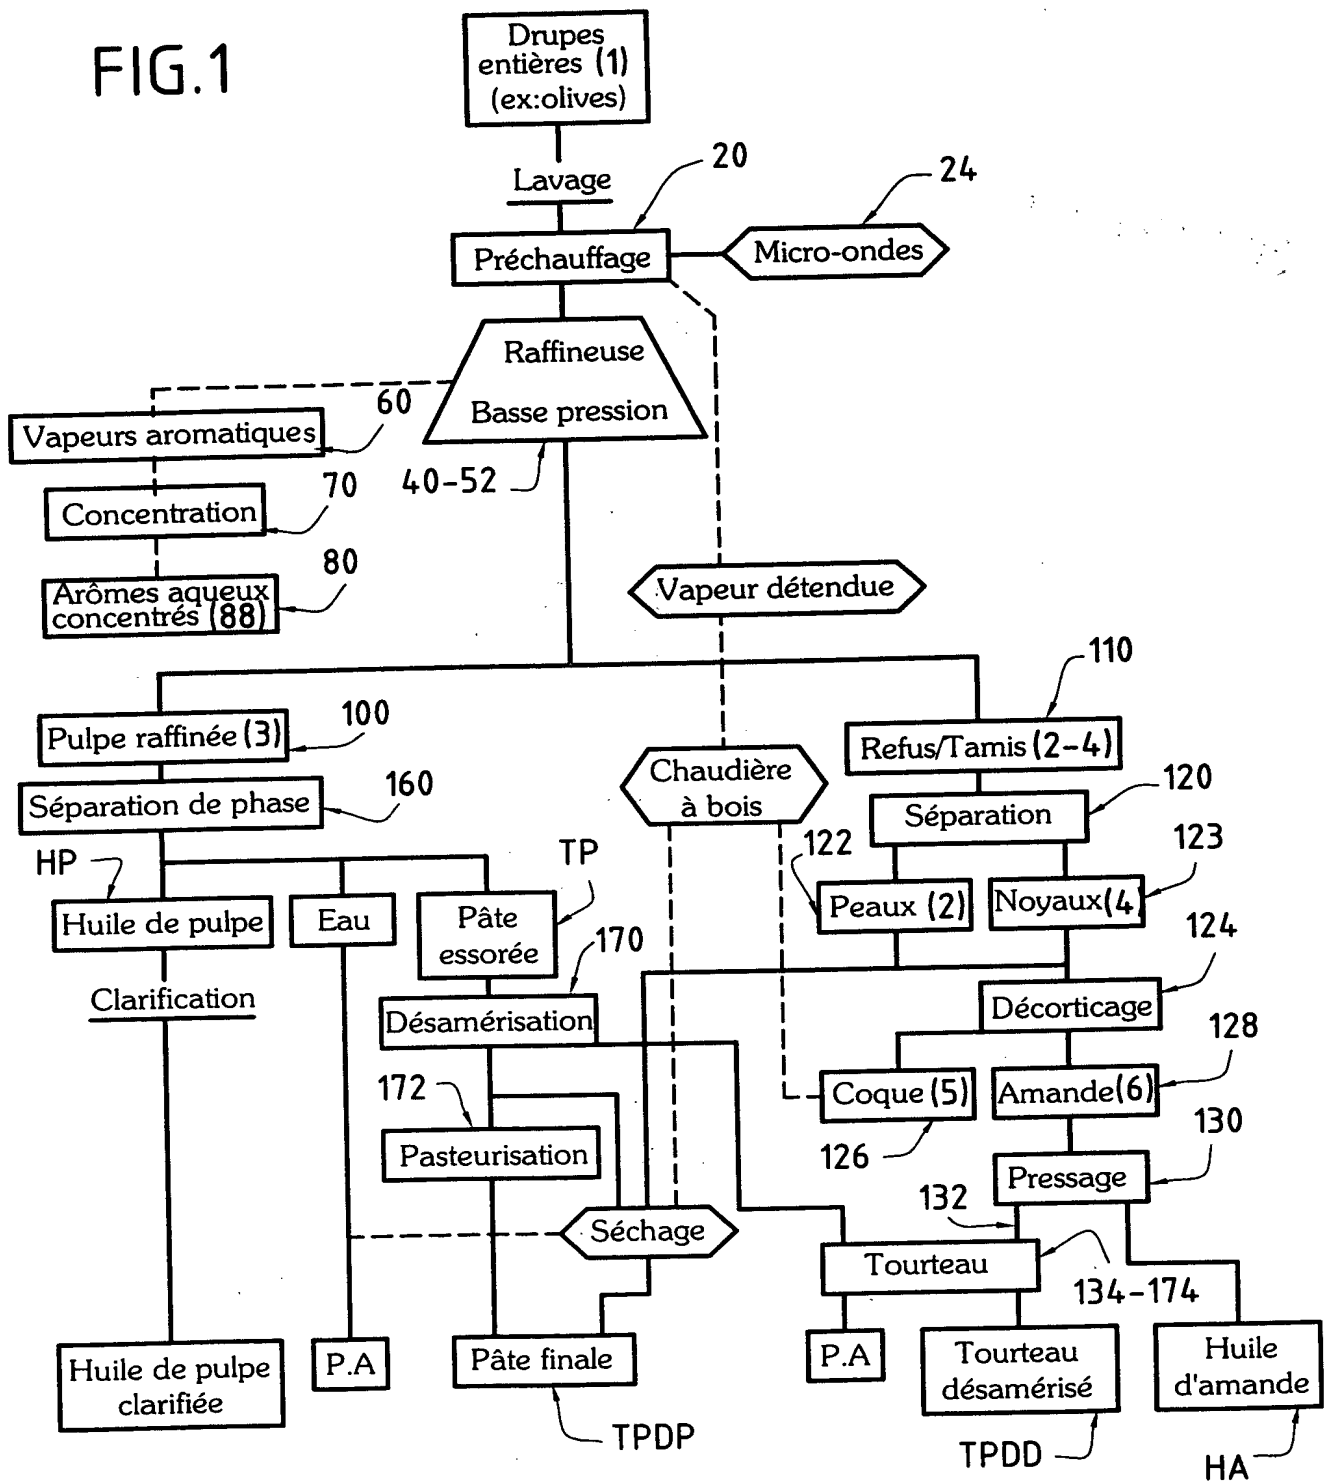 FIG.1
Drupes
entières (1)
(ex:olives)
Lavage
20
24
Préchauffage
Micro-ondes
Raffineuse
Basse pression
60
Vapeurs aromatiques
40-52
70
Concentration
80
Arômes aqueux
concentrés (88)
Vapeur détendue
110
100
Pulpe raffinée (3)
Refus/Tamis (2-4)
Chaudière
à bois
160
Séparation de phase
120
Séparation
HP
TP
122
123
Huile de pulpe
Eau
Pâte
essorée
Peaux (2)
Noyaux (4)
170
124
Clarification
Désamérisation
Décorticage
128
172
Coque (5)
Amande (6)
126
130
Pasteurisation
Pressage
132
Séchage
Tourteau
134-174
Huile de pulpe
clarifiée
P.A
Pâte finale
P.A
Tourteau
désamérisé
Huile
d'amande
TPDP
TPDD
HA